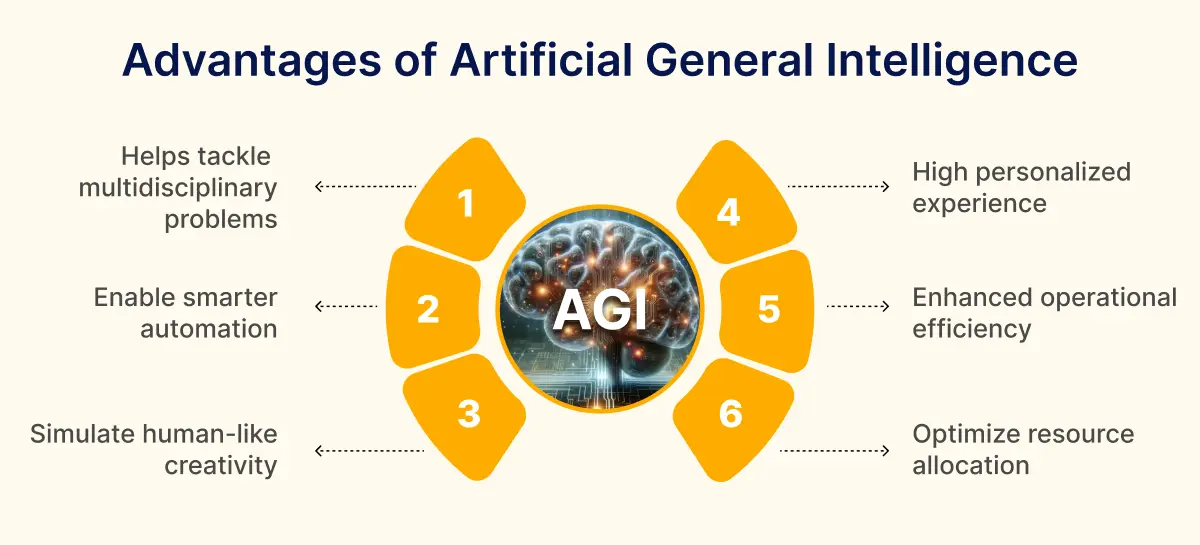 Advantages of Artificial General Intelligence
1
Helps tackle
multidisciplinary
problems
2
Enable smarter
automation
3
Simulate human-like
creativity
AGI
4
High personalized
experience
5
Enhanced operational
efficiency
6
Optimize resource
allocation